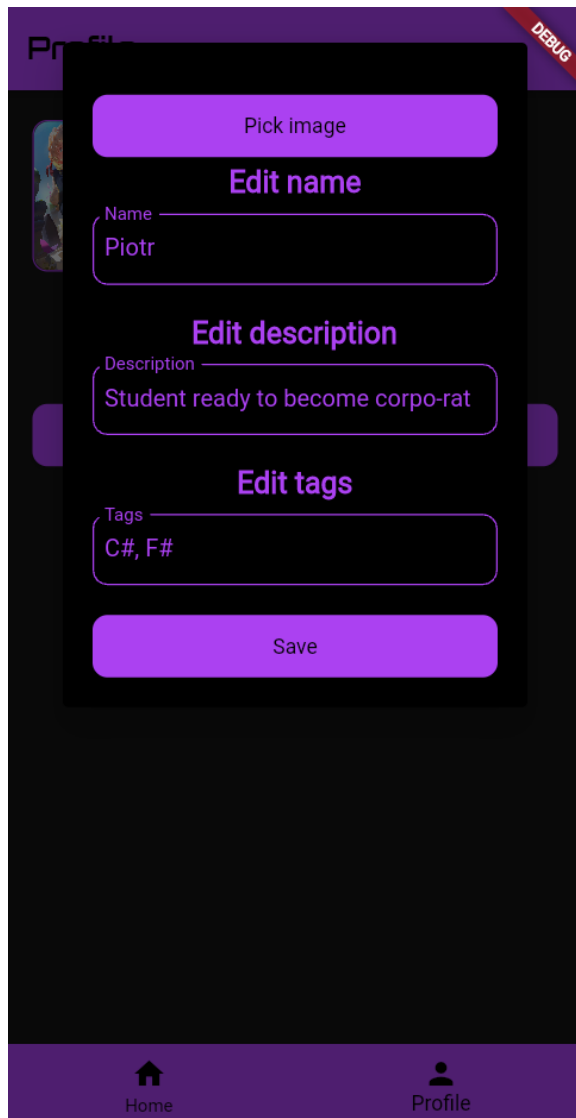 Profile
DEBUG
Pick image
Edit name
Name
Piotr
Edit description
Description
Student ready to become corpo-rat
Edit tags
Tags
C#, F#
Save
Home
Profile